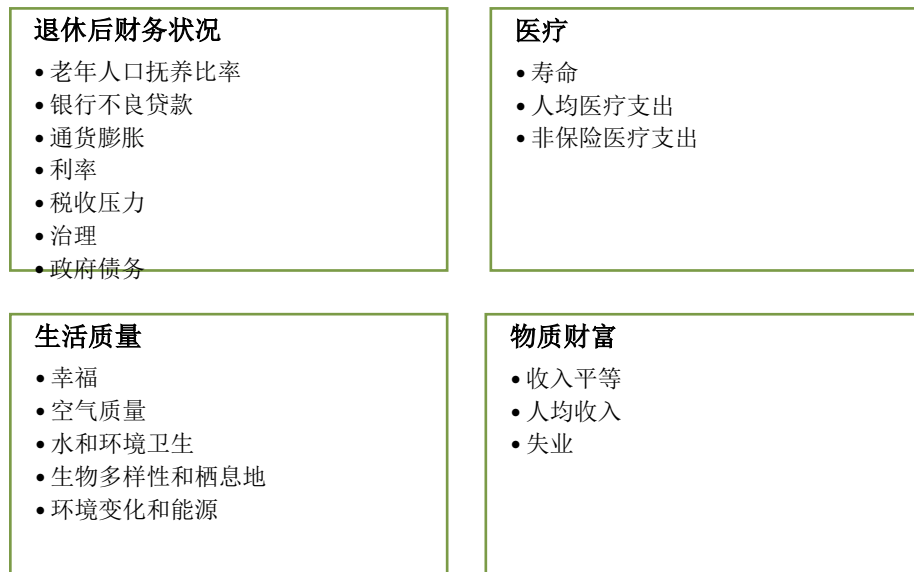 退休后财务状况
• 老年人口抚养比率
• 银行不良贷款
• 通货膨胀
• 利率
• 税收压力
• 治理
• 政府债务
医疗
• 寿命
• 人均医疗支出
• 非保险医疗支出
生活质量
• 幸福
• 空气质量
• 水和环境卫生
• 生物多样性和栖息地
• 环境变化和能源
物质财富
• 收入平等
• 人均收入
• 失业